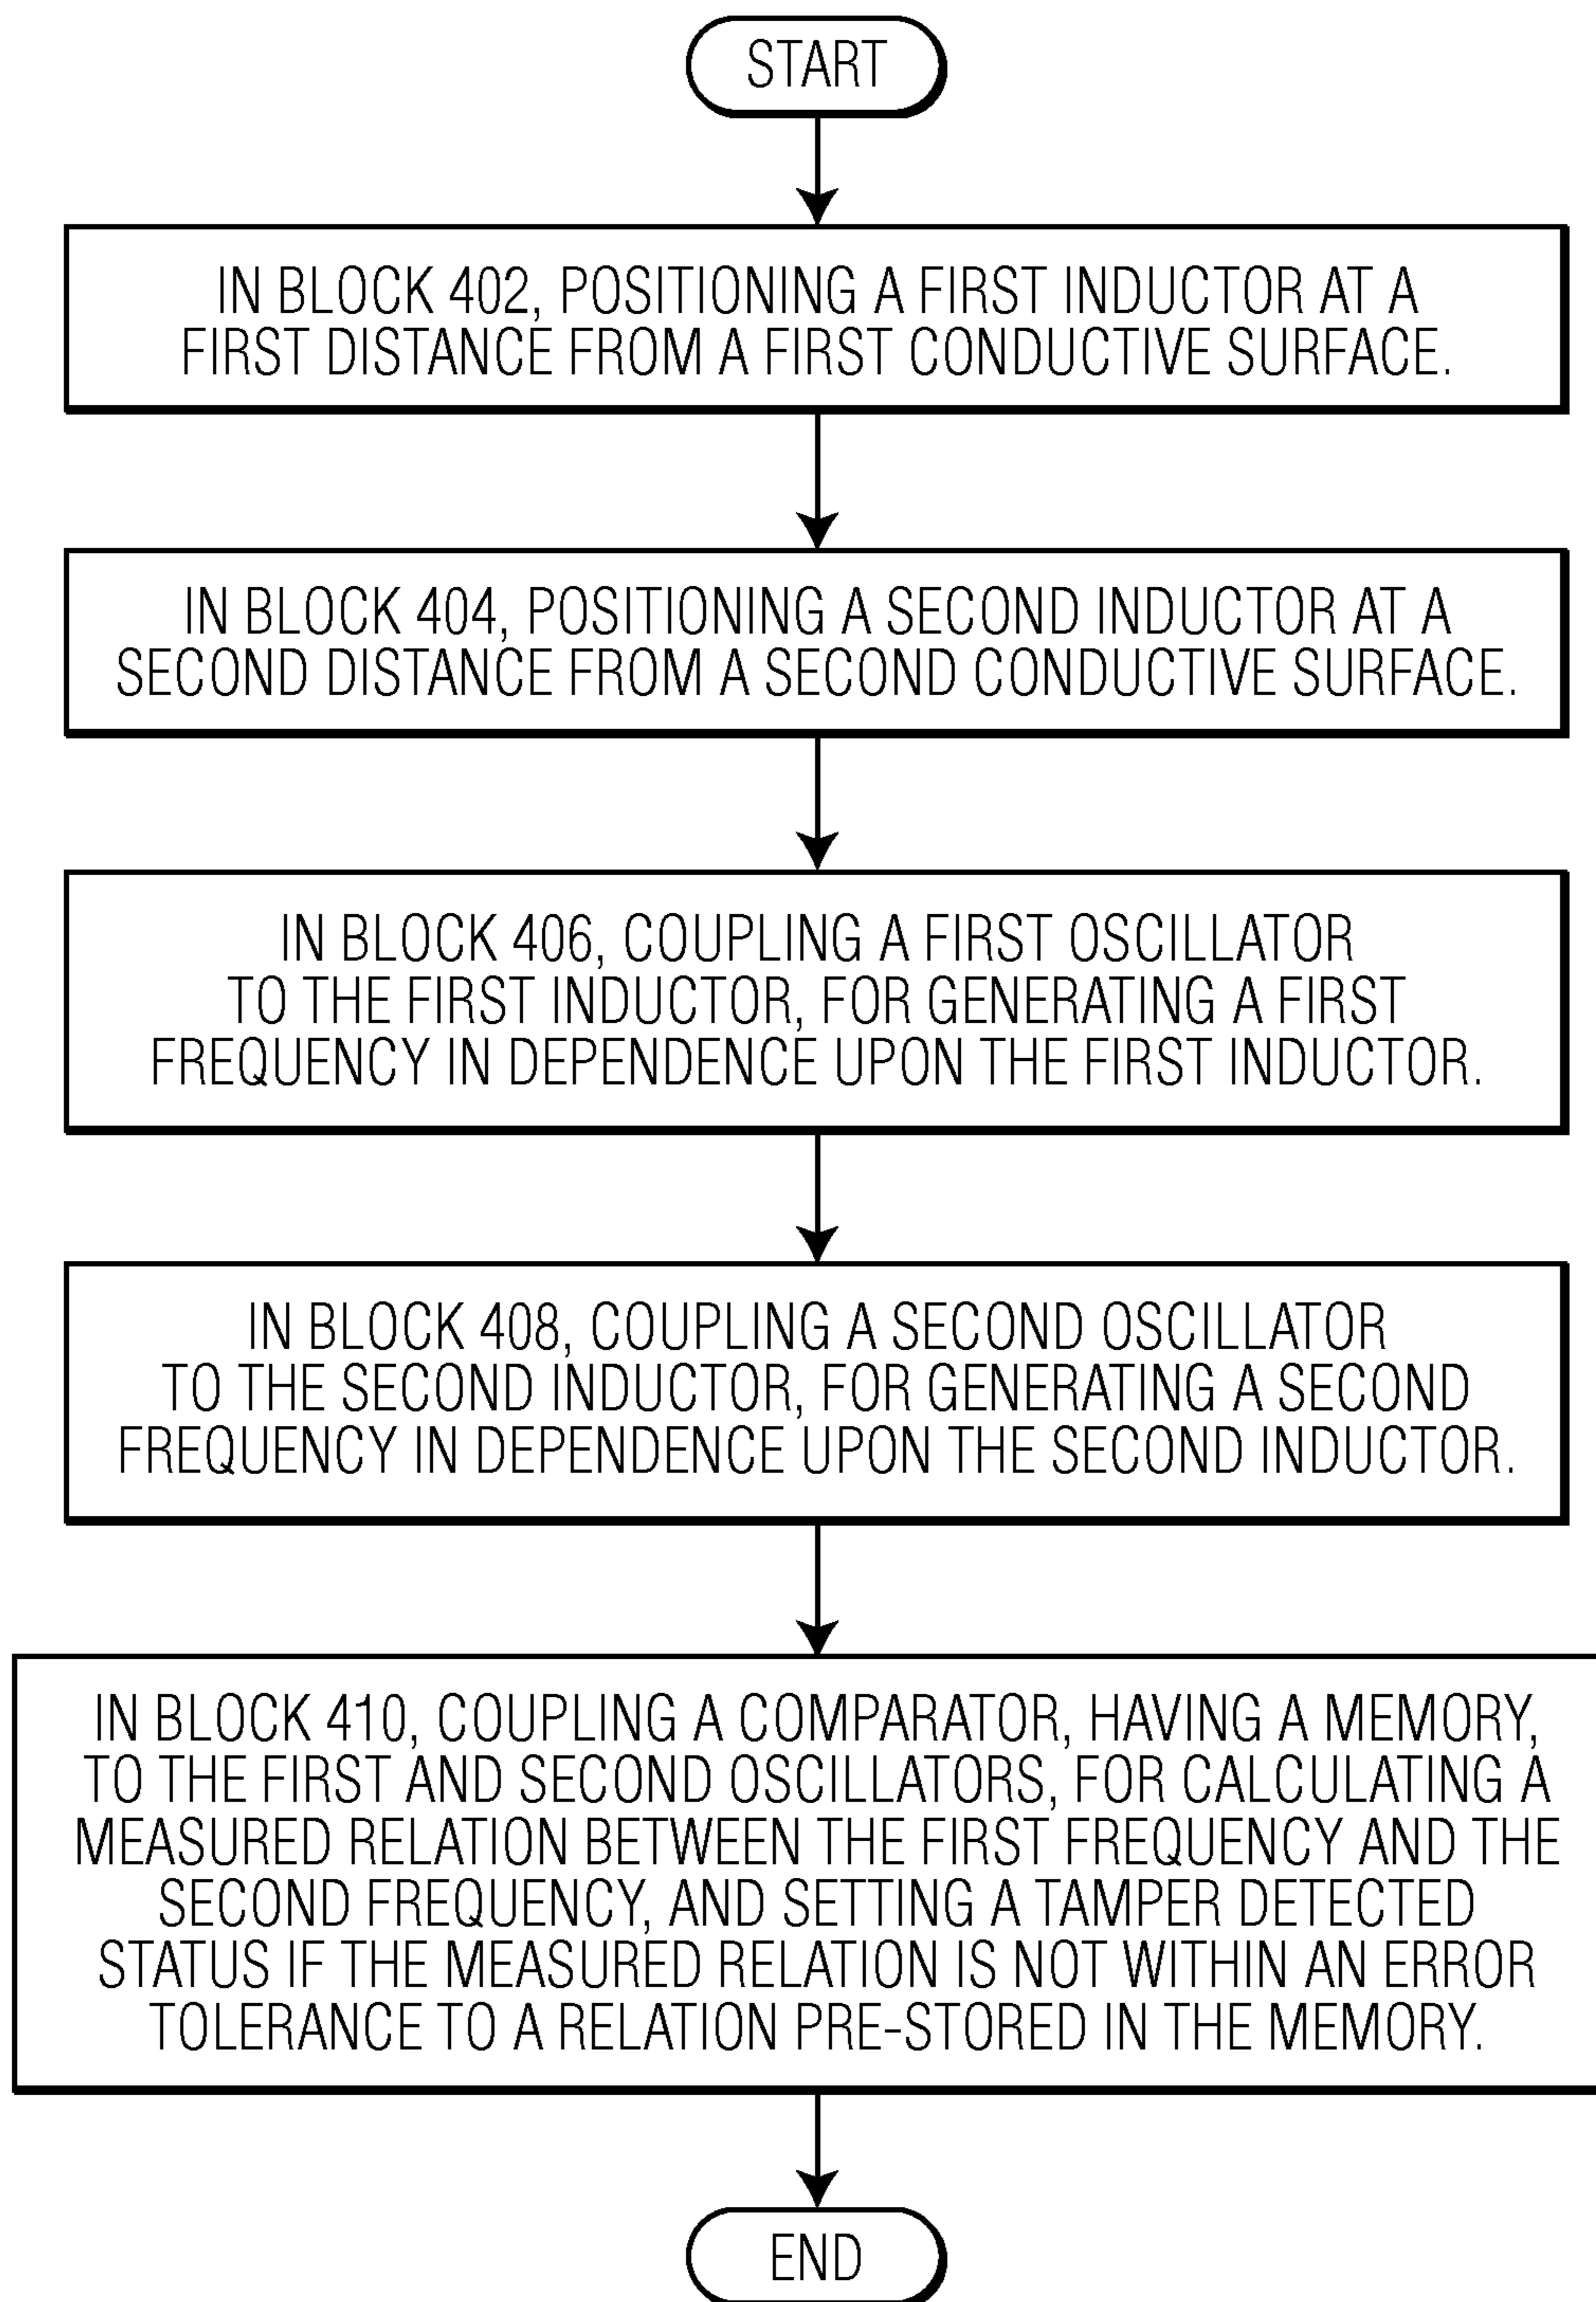 START
IN BLOCK 402, POSITIONING A FIRST INDUCTOR AT A
FIRST DISTANCE FROM A FIRST CONDUCTIVE SURFACE.
IN BLOCK 404, POSITIONING A SECOND INDUCTOR AT A
SECOND DISTANCE FROM A SECOND CONDUCTIVE SURFACE.
IN BLOCK 406, COUPLING A FIRST OSCILLATOR
TO THE FIRST INDUCTOR, FOR GENERATING A FIRST
FREQUENCY IN DEPENDENCE UPON THE FIRST INDUCTOR.
IN BLOCK 408, COUPLING A SECOND OSCILLATOR
TO THE SECOND INDUCTOR, FOR GENERATING A SECOND
FREQUENCY IN DEPENDENCE UPON THE SECOND INDUCTOR.
IN BLOCK 410, COUPLING A COMPARATOR, HAVING A MEMORY,
TO THE FIRST AND SECOND OSCILLATORS, FOR CALCULATING A
MEASURED RELATION BETWEEN THE FIRST FREQUENCY AND THE
SECOND FREQUENCY, AND SETTING A TAMPER DETECTED
STATUS IF THE MEASURED RELATION IS NOT WITHIN AN ERROR
TOLERANCE TO A RELATION PRE-STORED IN THE MEMORY.
END